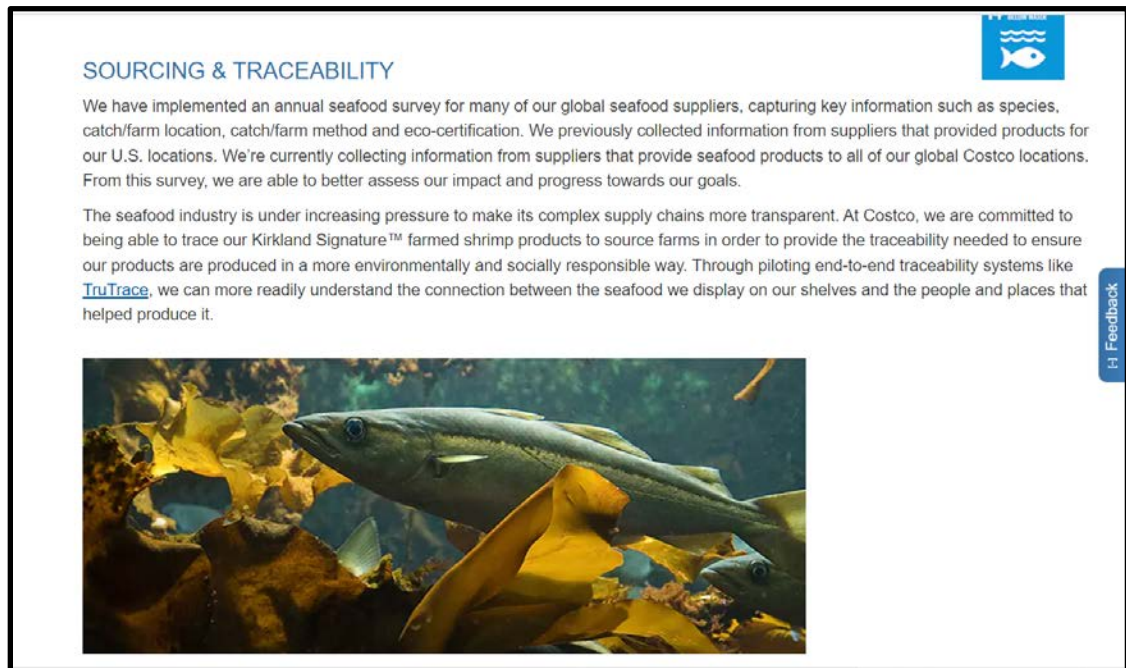 BELOW WATER
SOURCING & TRACEABILITY
We have implemented an annual seafood survey for many of our global seafood suppliers, capturing key information such as species,
catch/farm location, catch/farm method and eco-certification. We previously collected information from suppliers that provided products for
our U.S. locations. We're currently collecting information from suppliers that provide seafood products to all of our global Costco locations.
From this survey, we are able to better assess our impact and progress towards our goals.
The seafood industry is under increasing pressure to make its complex supply chains more transparent. At Costco, we are committed to
being able to trace our Kirkland Signature™ farmed shrimp products to source farms in order to provide the traceability needed to ensure
our products are produced in a more environmentally and socially responsible way. Through piloting end-to-end traceability systems like
TruTrace, we can more readily understand the connection between the seafood we display on our shelves and the people and places that
helped produce it.
[-] Feedback